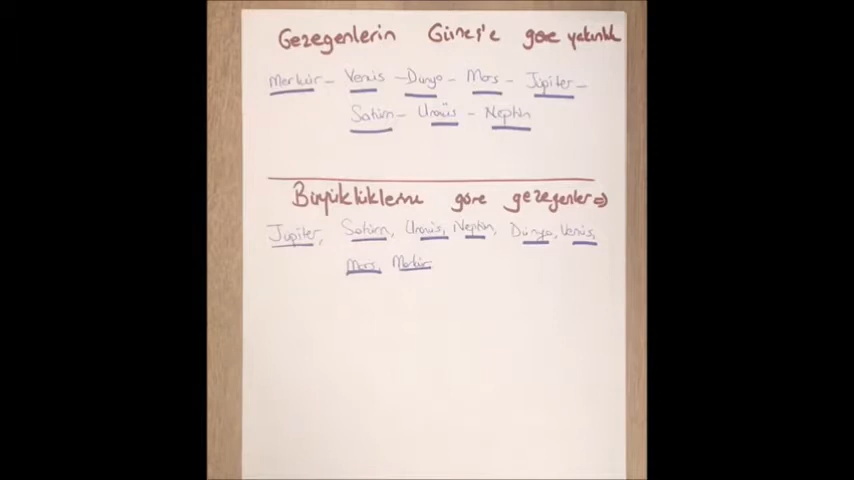 Gezegenlerin Güneş'e göre yakınlık
Merkür – Venüs – Dünya – Mars – Jüpiter –
Satürn – Uranüs – Neptün
Büyüklüklerine göre gezegenler ⇒
Jüpiter, Satürn, Uranüs, Neptün, Dünya, Venüs,
Mars, Merkür